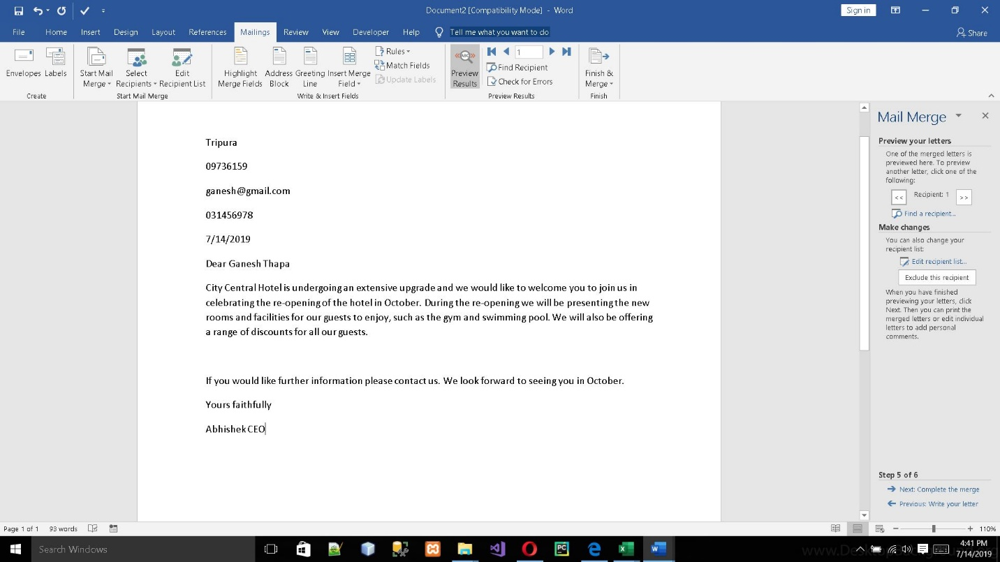 Document2 [Compatibility Mode] - Word
Sign in
File Home Insert Design Layout References Mailings Review View Developer Help Tell me what you want to do Share
Envelopes Labels
Create
Start Mail Merge
Select Recipients
Edit Recipient List
Start Mail Merge
Highlight Merge Fields
Address Block
Greeting Line
Insert Merge Field
Rules
Match Fields
Update Labels
Write & Insert Fields
ABC
Preview Results
1
Find Recipient
Check for Errors
Preview Results
Finish & Merge
Finish
Tripura
09736159
ganesh@gmail.com
031456978
7/14/2019
Dear Ganesh Thapa
City Central Hotel is undergoing an extensive upgrade and we would like to welcome you to join us in
celebrating the re-opening of the hotel in October. During the re-opening we will be presenting the new
rooms and facilities for our guests to enjoy, such as the gym and swimming pool. We will also be offering
a range of discounts for all our guests.
If you would like further information please contact us. We look forward to seeing you in October.
Yours faithfully
Abhishek CEO
Mail Merge
Preview your letters
One of the merged letters is
previewed here. To preview
another letter, click one of the
following:
<< Recipient: 1 >>
Find a recipient...
Make changes
You can also change your
recipient list:
Edit recipient list...
Exclude this recipient
When you have finished
previewing your letters, click
Next. Then you can print the
merged letters or edit individual
letters to add personal
comments.
Step 5 of 6
Next: Complete the merge
Previous: Write your letter
Page 1 of 1 93 words
110%
Search Windows
PC
4:41 PM
7/14/2019